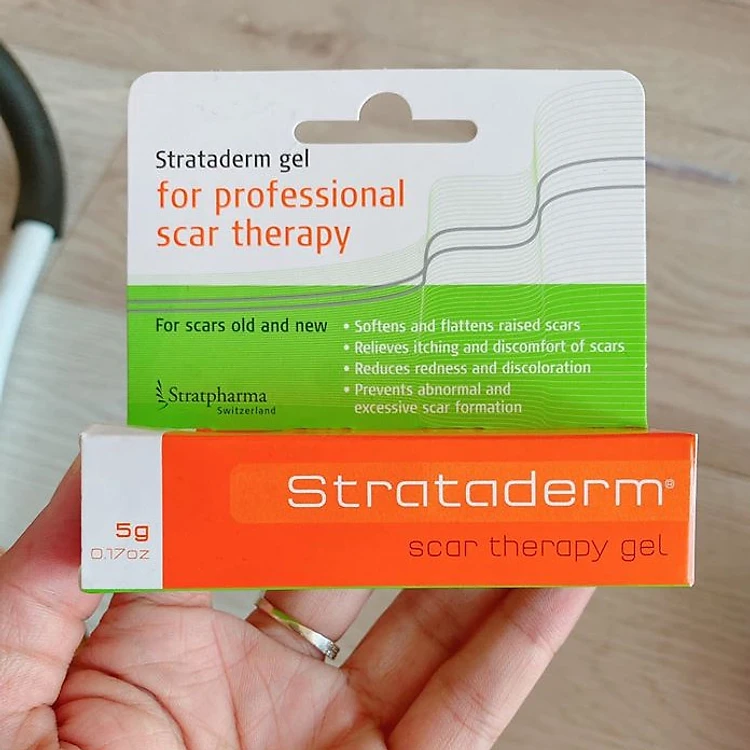 Strataderm gel
for professional
scar therapy
For scars old and new
• Softens and flattens raised scars
• Relieves itching and discomfort of scars
• Reduces redness and discoloration
• Prevents abnormal and
excessive scar formation
Stratpharma
Switzerland
Strataderm®
scar therapy gel
5g
0.17oz